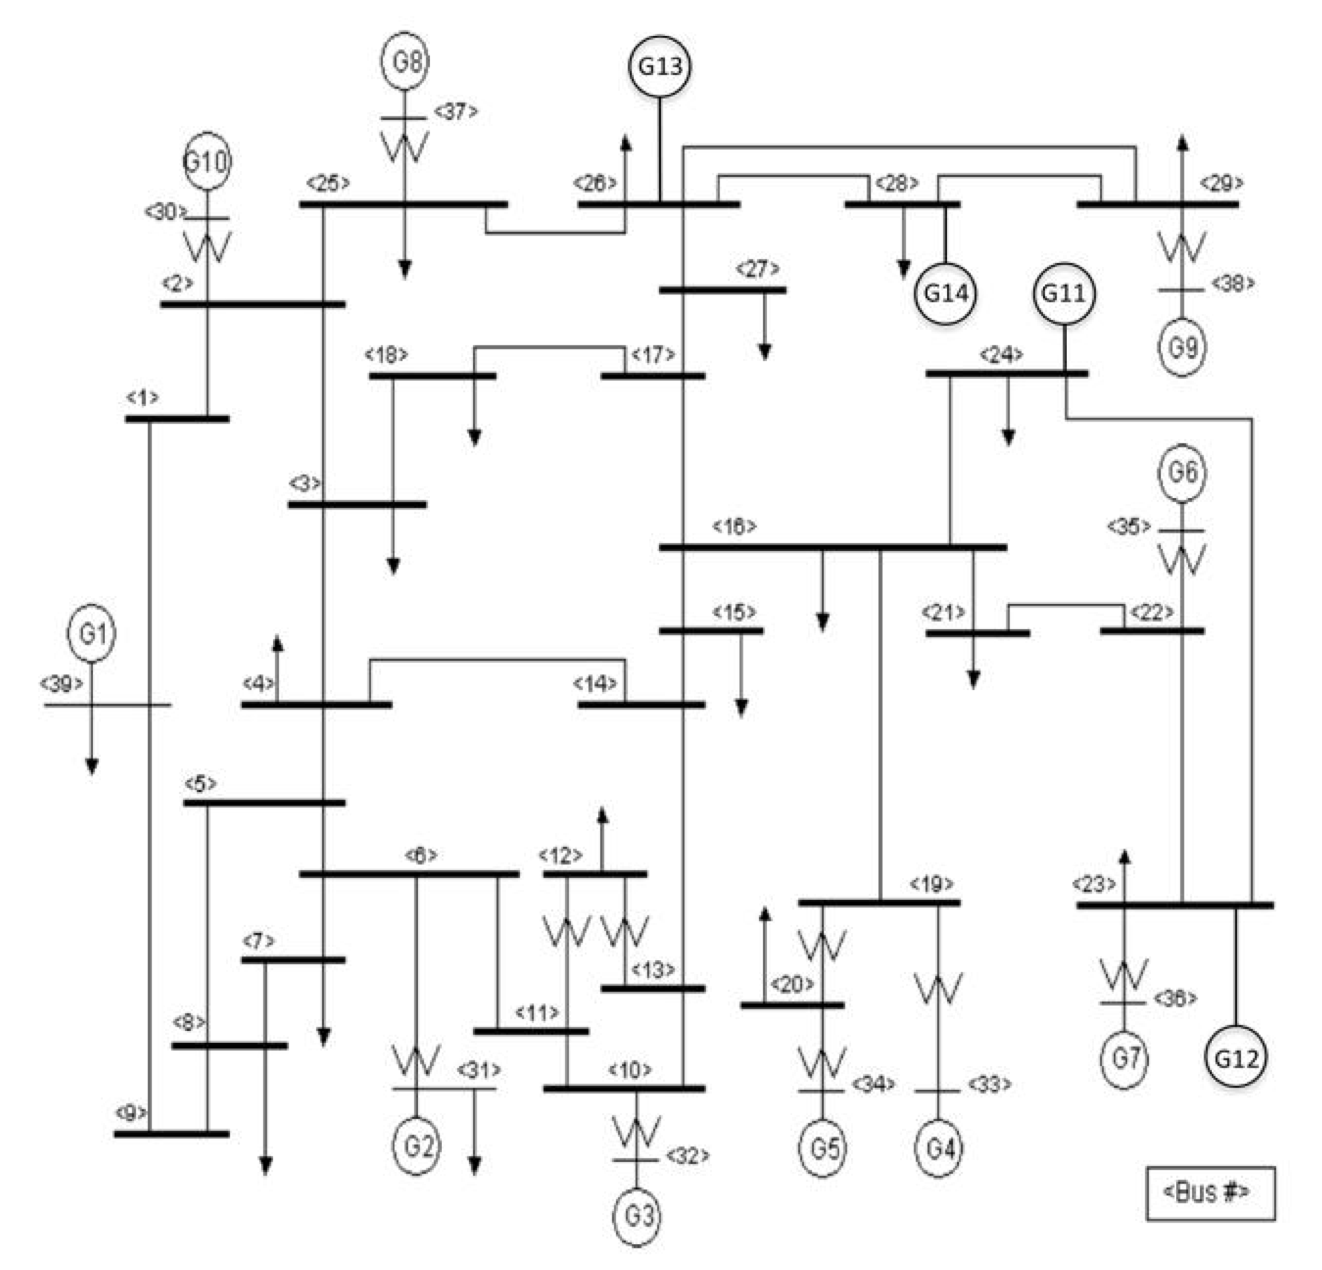 G8
G13
<37>
G10
<25>
<26>
<28>
<29>
<30>
<2>
<27>
G14
G11
<38>
G9
<18>
<17>
<24>
<1>
<3>
G6
<16>
<35>
G1
<15>
<21>
<22>
<39>
<4>
<14>
<5>
<6>
<12>
<19>
<23>
<7>
<13>
<20>
<36>
<8>
<11>
G7
G12
<31>
<10>
<34>
<33>
<9>
G2
<32>
G5
G4
G3
<Bus #>